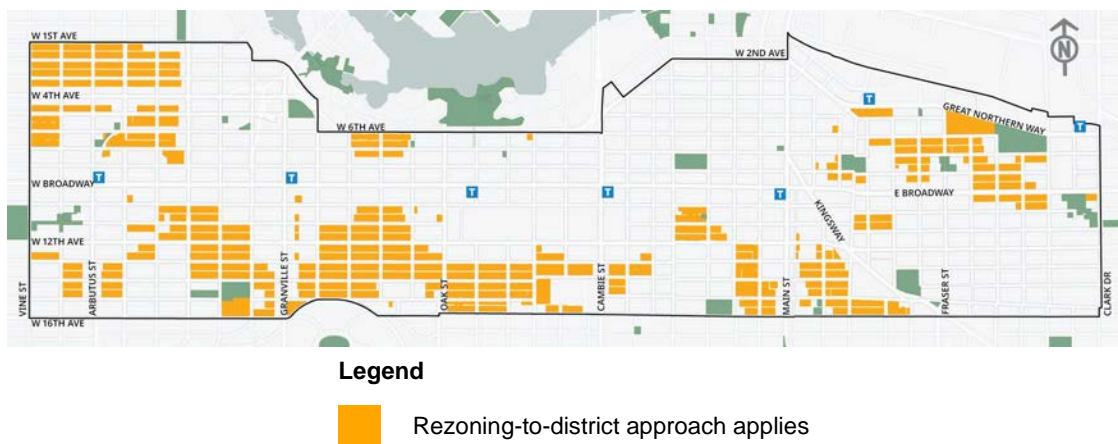 W 1ST AVE
N
W 2ND AVE
W 4TH AVE
T
GREAT NORTHERN WAY
T
W 6TH AVE
W BROADWAY
T
T
T
T
T
E BROADWAY
KINGSWAY
W 12TH AVE
VINE ST
ARBUTUS ST
GRANVILLE ST
OAK ST
CAMBIE ST
MAIN ST
FRASER ST
CLARK DR
W 16TH AVE
Legend
Rezoning-to-district approach applies